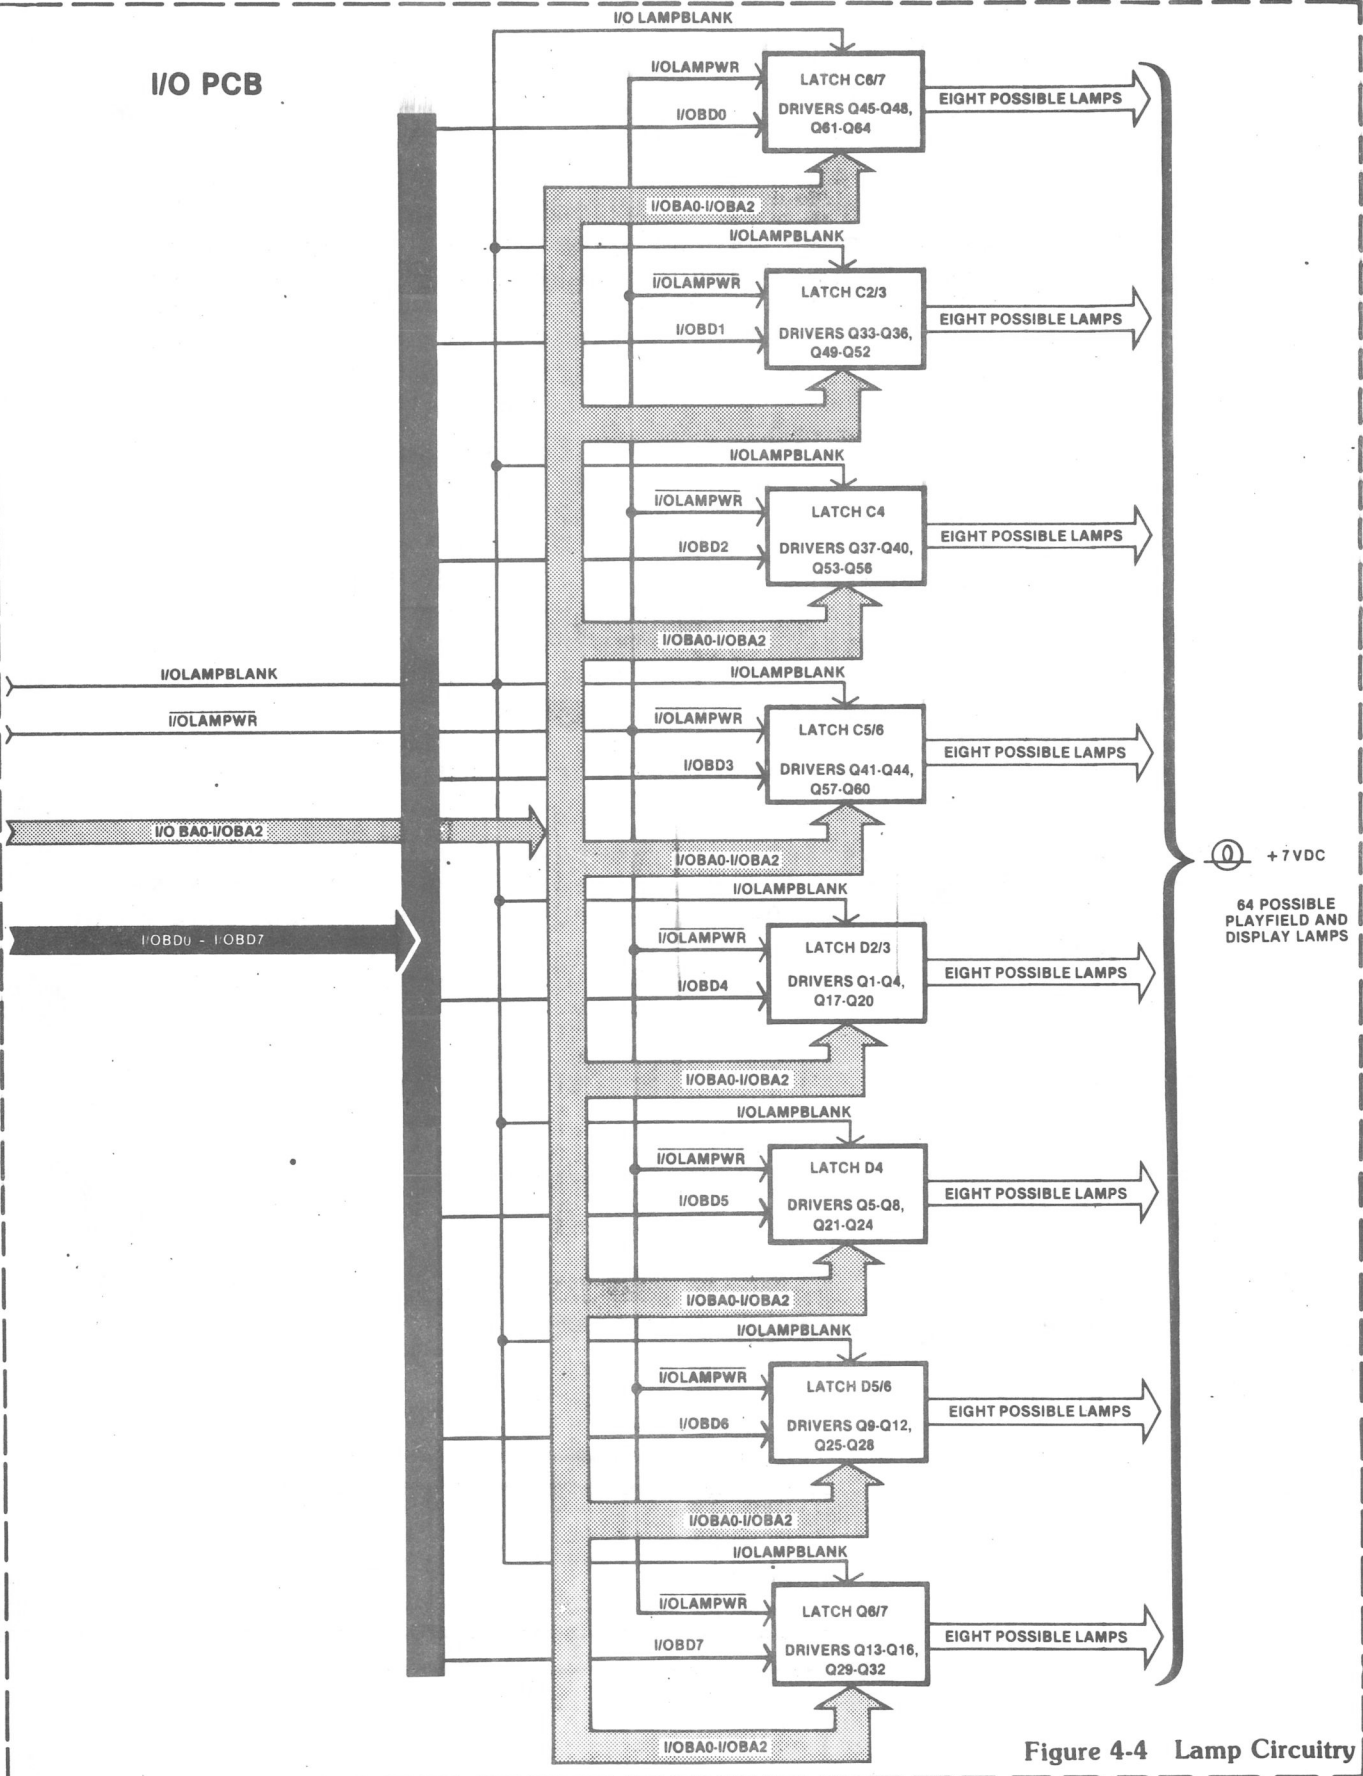 I/O LAMPBLANK
I/O PCB
I/OLAMPWR
LATCH C6/7
I/OBD0
DRIVERS Q45-Q48,
Q61-Q64
EIGHT POSSIBLE LAMPS
I/OBA0-I/OBA2
I/OLAMPBLANK
I/OLAMPWR
LATCH C2/3
I/OBD1
DRIVERS Q33-Q36,
Q49-Q52
EIGHT POSSIBLE LAMPS
I/OLAMPBLANK
I/OLAMPWR
LATCH C4
I/OBD2
DRIVERS Q37-Q40,
Q53-Q56
EIGHT POSSIBLE LAMPS
I/OBA0-I/OBA2
I/OLAMPBLANK
I/OLAMPWR
I/OLAMPBLANK
I/OLAMPWR
LATCH C5/6
I/OBD3
DRIVERS Q41-Q44,
Q57-Q60
EIGHT POSSIBLE LAMPS
I/O BA0-I/OBA2
I/OBA0-I/OBA2
+7VDC
64 POSSIBLE
PLAYFIELD AND
DISPLAY LAMPS
I/OBD0 - I/OBD7
I/OLAMPBLANK
I/OLAMPWR
LATCH D2/3
I/OBD4
DRIVERS Q1-Q4,
Q17-Q20
EIGHT POSSIBLE LAMPS
I/OBA0-I/OBA2
I/OLAMPBLANK
I/OLAMPWR
LATCH D4
I/OBD5
DRIVERS Q5-Q8,
Q21-Q24
EIGHT POSSIBLE LAMPS
I/OBA0-I/OBA2
I/OLAMPBLANK
I/OLAMPWR
LATCH D5/6
I/OBD6
DRIVERS Q9-Q12,
Q25-Q28
EIGHT POSSIBLE LAMPS
I/OBA0-I/OBA2
I/OLAMPBLANK
I/OLAMPWR
LATCH Q6/7
I/OBD7
DRIVERS Q13-Q16,
Q29-Q32
EIGHT POSSIBLE LAMPS
I/OBA0-I/OBA2
Figure 4-4 Lamp Circuitry